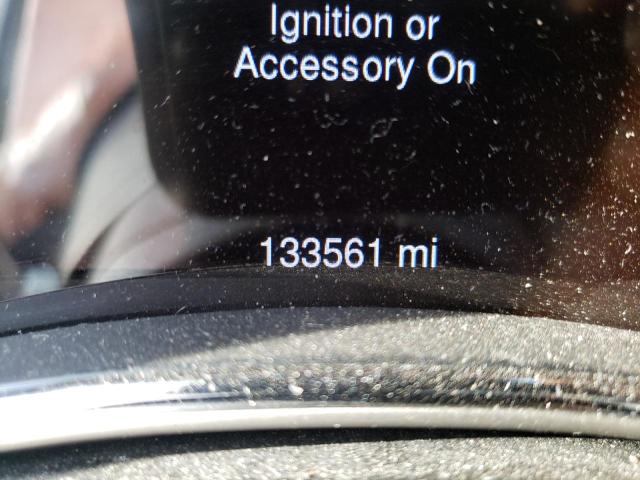 Ignition or
Accessory On
133561 mi